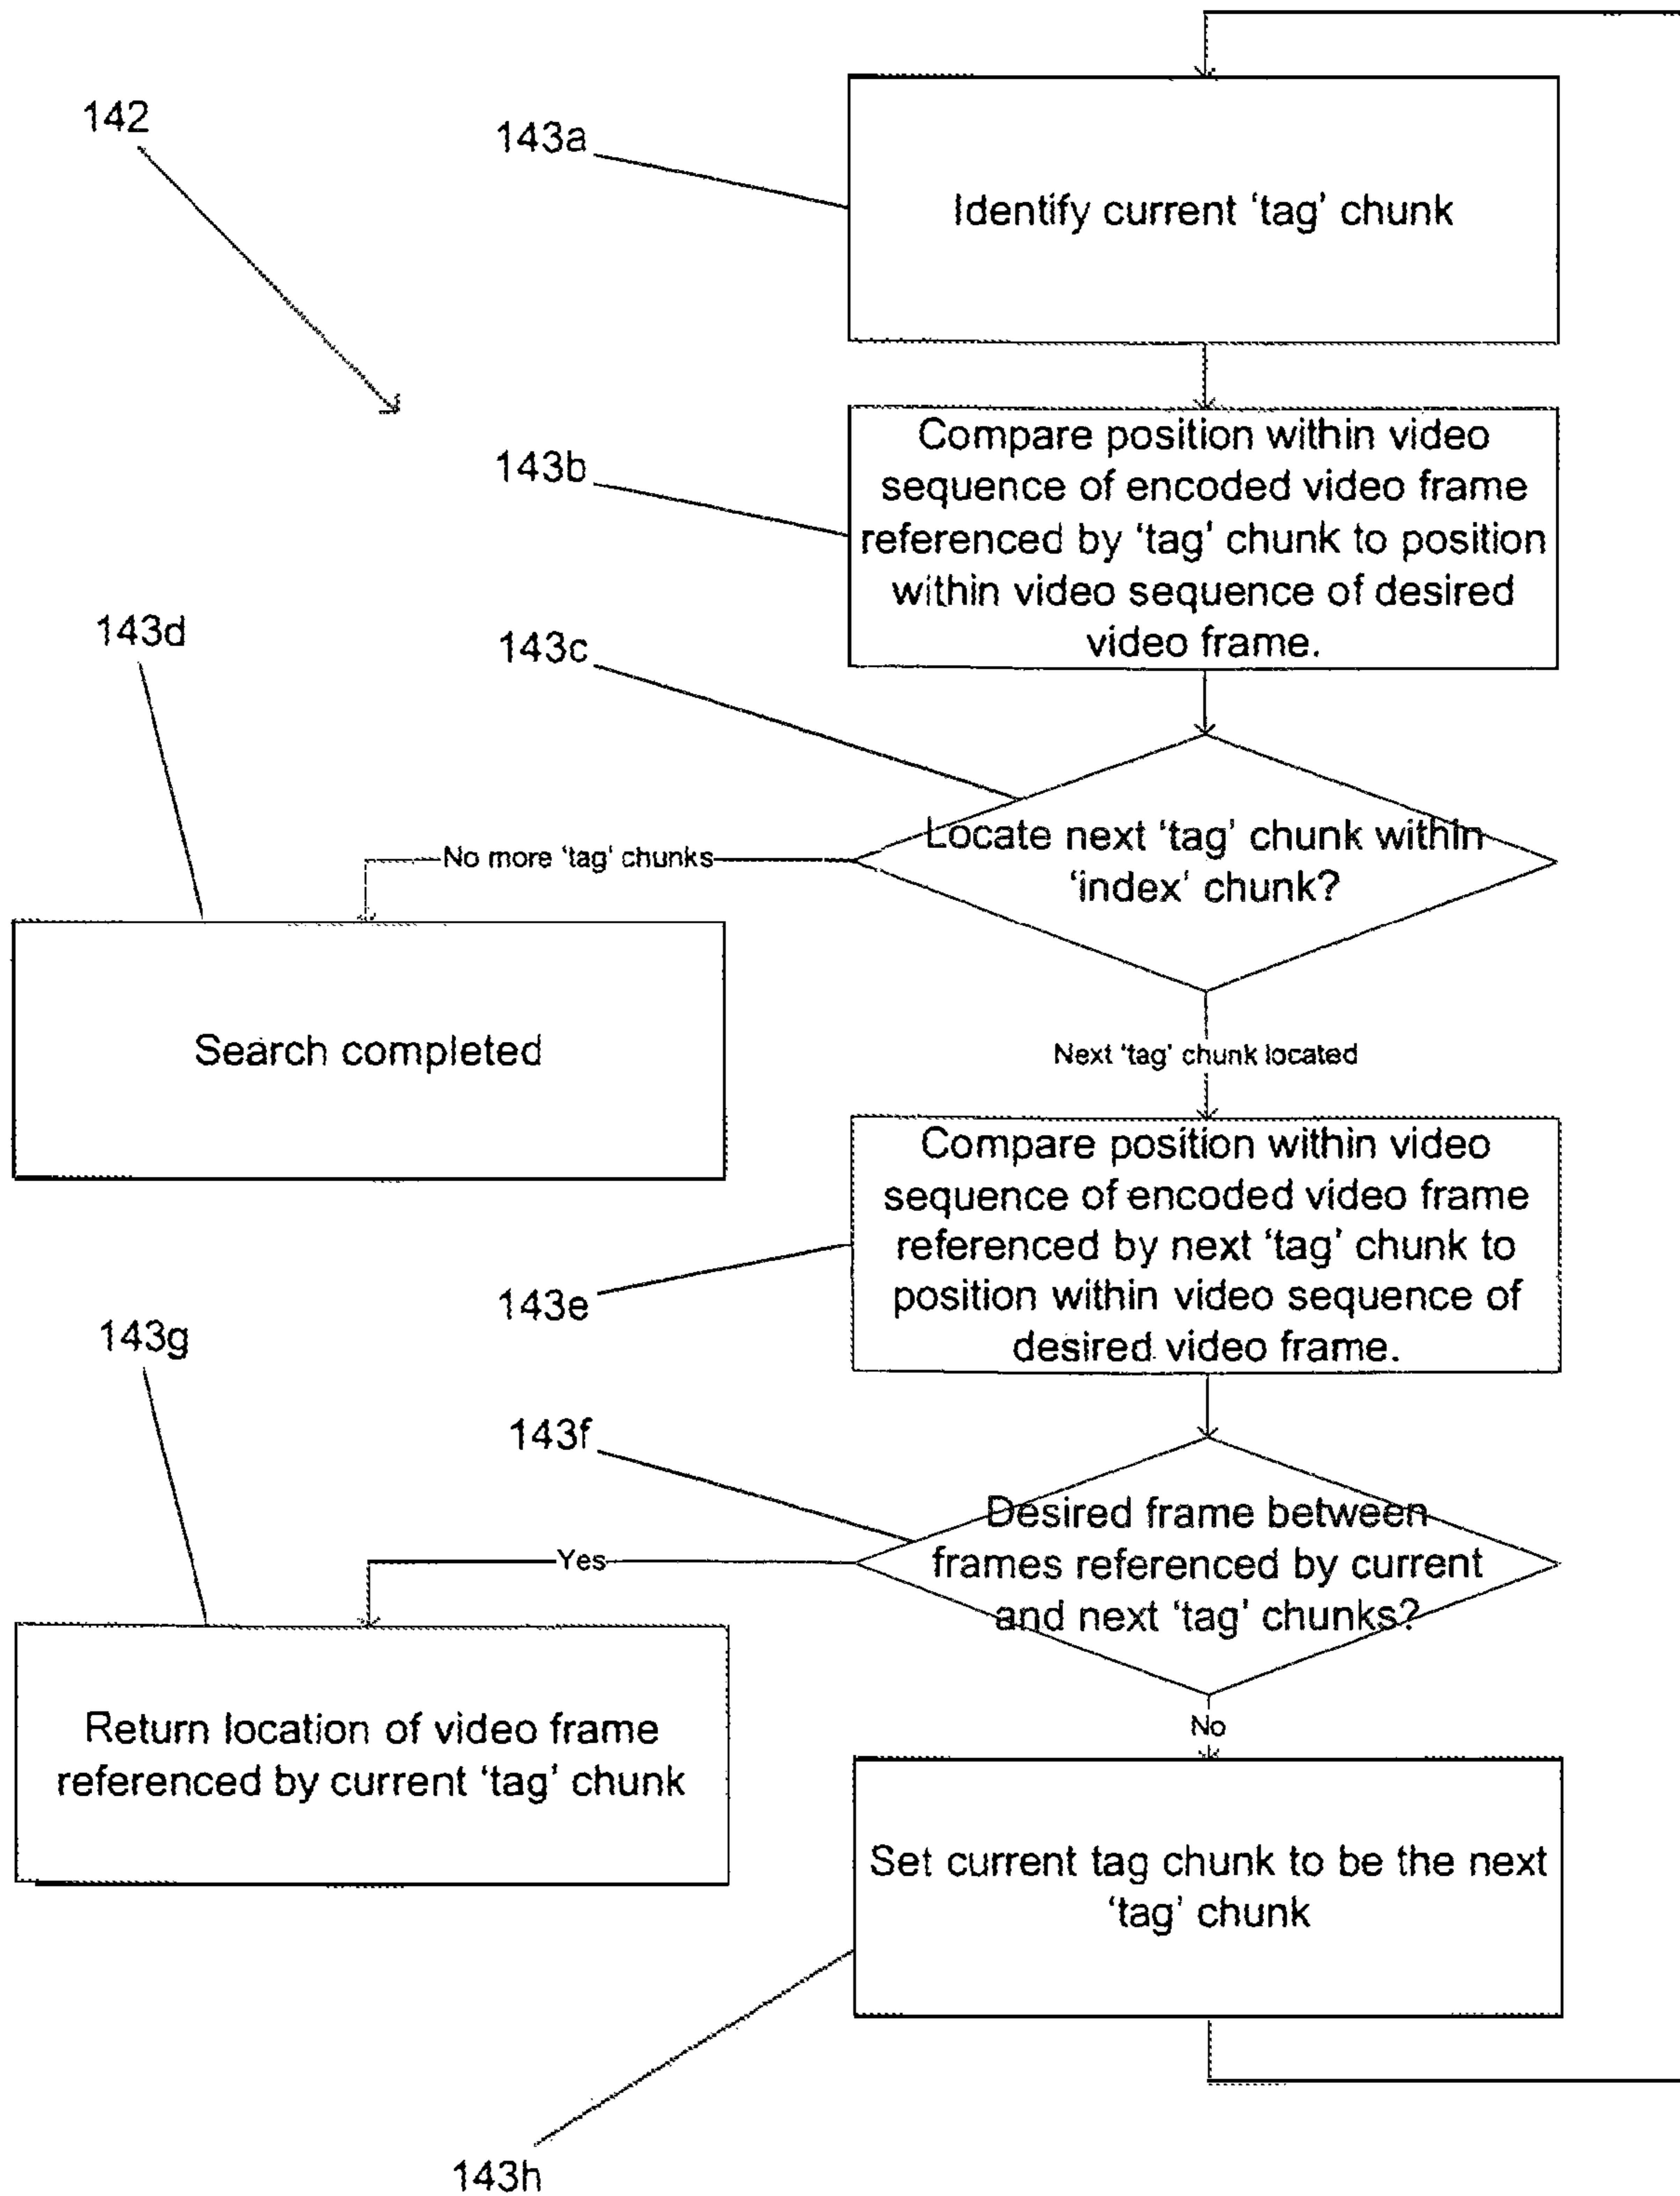 142
143a
Identify current ‘tag’ chunk
143b
Compare position within video
sequence of encoded video frame
referenced by ‘tag’ chunk to position
within video sequence of desired
video frame.
143d
143c
Locate next ‘tag’ chunk within
‘index’ chunk?
No more ‘tag’ chunks
Search completed
Next ‘tag’ chunk located
143e
Compare position within video
sequence of encoded video frame
referenced by next ‘tag’ chunk to
position within video sequence of
desired video frame.
143g
143f
Desired frame between
frames referenced by current
and next ‘tag’ chunks?
Yes
Return location of video frame
referenced by current ‘tag’ chunk
No
Set current tag chunk to be the next
‘tag’ chunk
143h